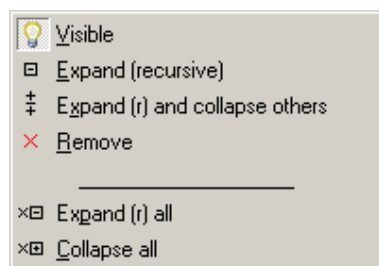 Visible
Expand (recursive)
Expand (r) and collapse others
Remove
Expand (r) all
Collapse all